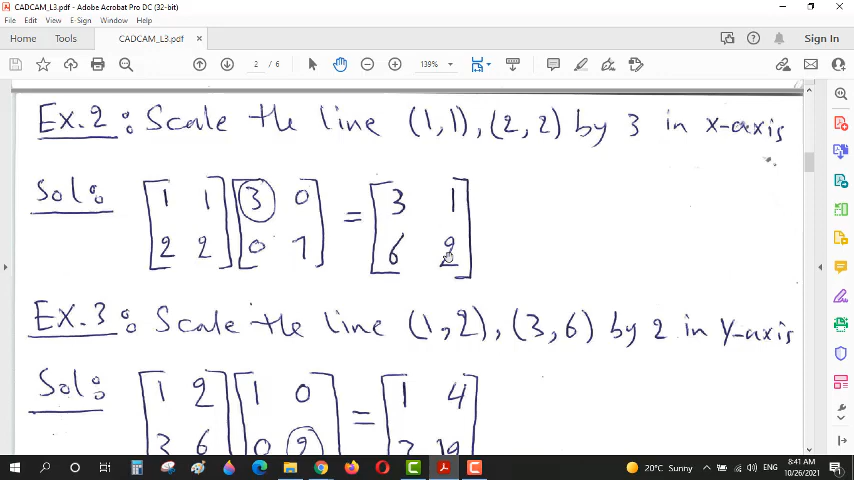 CADCAM_L3.pdf - Adobe Acrobat Pro DC (32-bit)
File Edit View E-Sign Window Help
Home Tools CADCAM_L3.pdf × Sign In
2 / 6 139%
Ex.2: Scale the line (1,1), (2,2) by 3 in x-axis
Sol: [1 1] [3 0] = [3 1]
[2 2] [0 1] [6 2]
Ex.3: Scale the line (1,2), (3,6) by 2 in y-axis
Sol: [1 2] [1 0] = [1 4]
3 6 0 2
20°C Sunny ENG 8:41 AM
10/26/2021